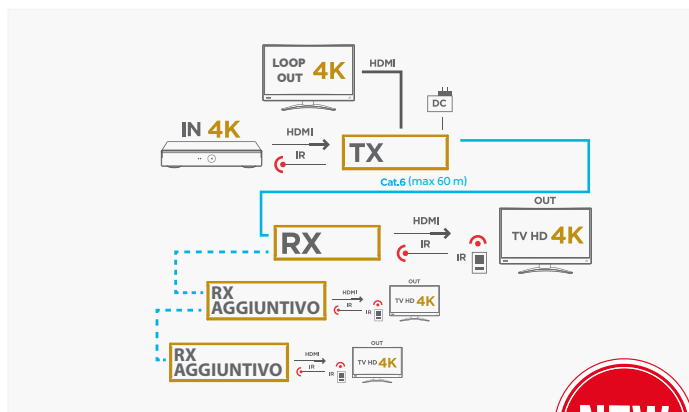 LOOP
OUT 4K
HDMI
DC
IN 4K
HDMI
IR
TX
Cat.6 (max 60 m)
OUT
HDMI
IR
RX
IR
TV HD 4K
RX
AGGIUNTIVO
HDMI
IR
IR
OUT
TV HD 4K
RX
AGGIUNTIVO
HDMI
IR
IR
OUT
TV HD 4K
NEW